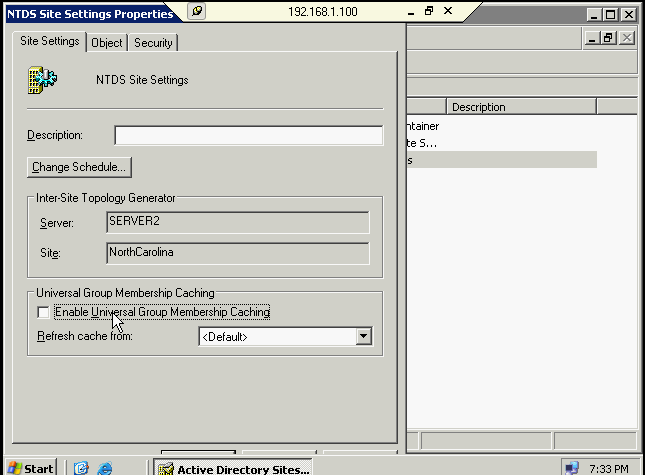 NTDS Site Settings Properties
192.168.1.100
Site Settings Object Security
NTDS Site Settings
Description:
Change Schedule...
Inter-Site Topology Generator
Server: SERVER2
Site: NorthCarolina
Universal Group Membership Caching
Enable Universal Group Membership Caching
Refresh cache from: <Default>
Description
ntainer
te S...
s
Start
Active Directory Sites...
7:33 PM